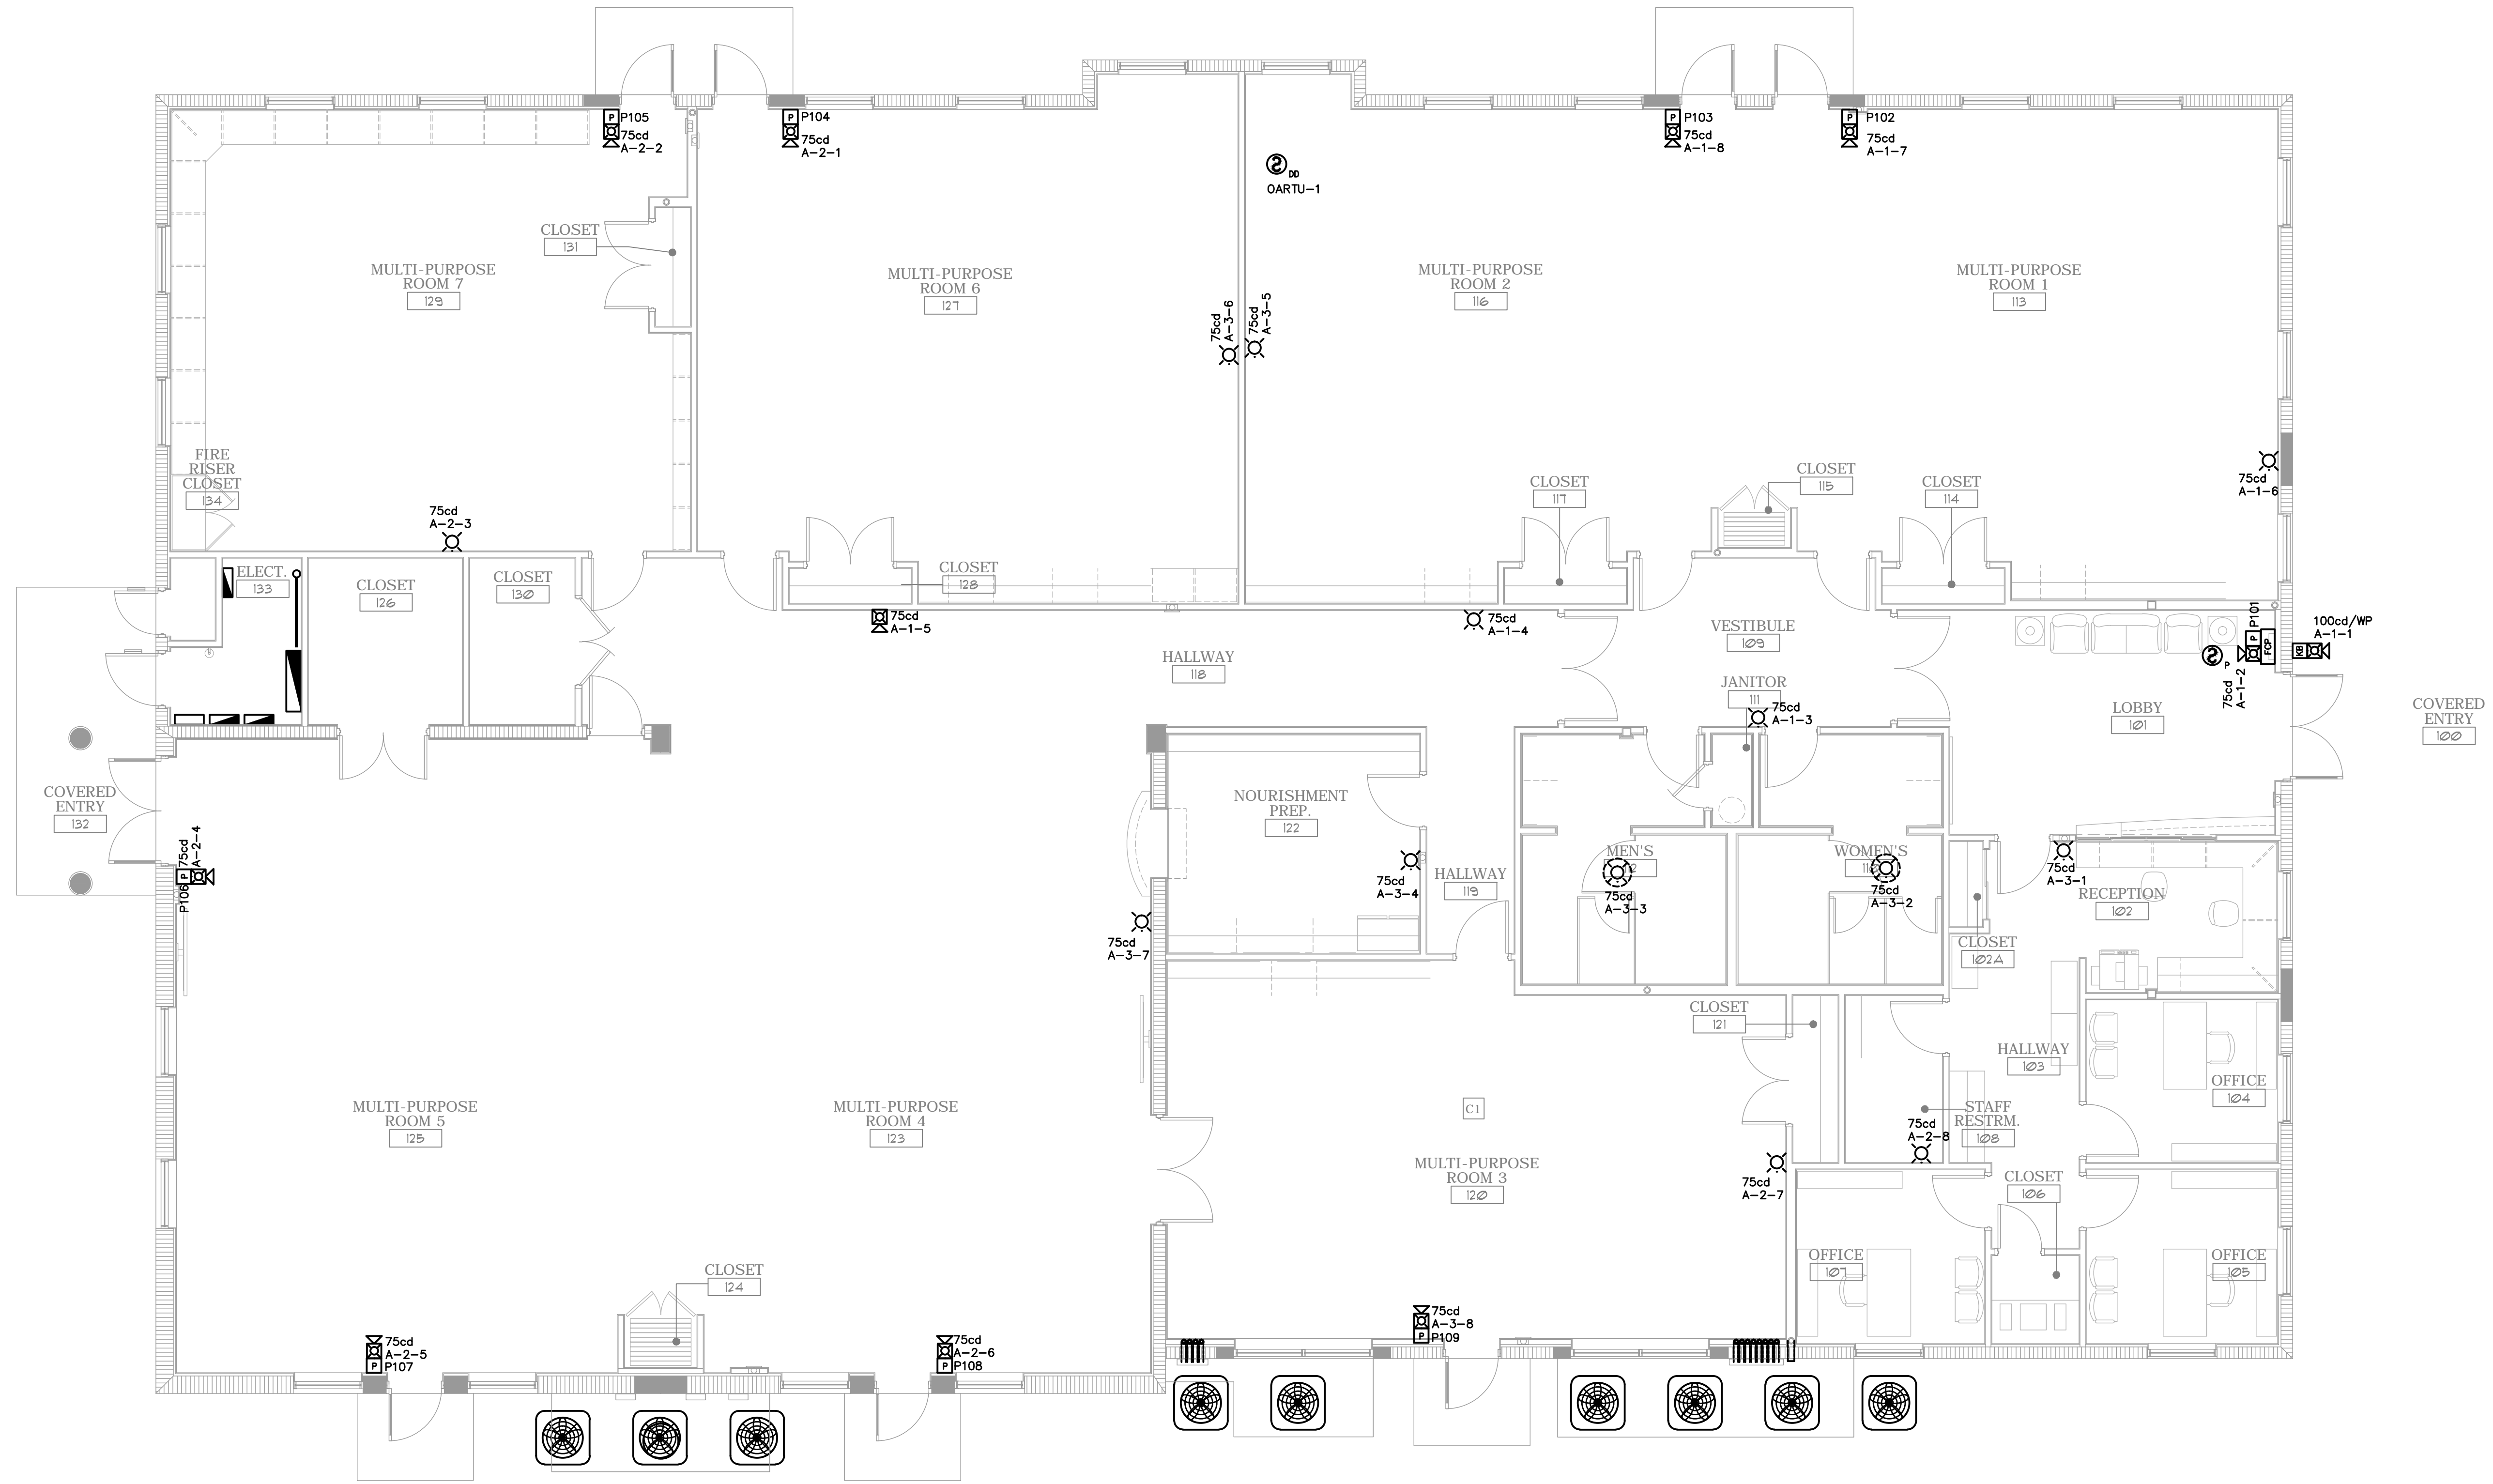 P P105
75cd
A-2-2
P P104
75cd
A-2-1
P P103
75cd
A-1-8
P P102
75cd
A-1-7
S DD
OARTU-1
CLOSET
131
MULTI-PURPOSE
ROOM 7
129
MULTI-PURPOSE
ROOM 6
127
75cd
A-3-6
75cd
A-3-5
MULTI-PURPOSE
ROOM 2
116
MULTI-PURPOSE
ROOM 1
113
FIRE
RISER
CLOSET
134
75cd
A-2-3
CLOSET
117
CLOSET
115
CLOSET
114
75cd
A-1-6
ELECT.
133
CLOSET
126
CLOSET
130
CLOSET
128
75cd
A-1-5
75cd
A-1-4
VESTIBULE
109
P101
P
FCP
S P
75cd
A-1-2
100cd/WP
A-1-1
KB
HALLWAY
118
JANITOR
111
75cd
A-1-3
LOBBY
101
COVERED
ENTRY
100
COVERED
ENTRY
132
75cd
A-2-4
P
P106
NOURISHMENT
PREP.
122
75cd
A-3-4
HALLWAY
119
MEN'S
75cd
A-3-3
WOMEN'S
75cd
A-3-2
75cd
A-3-1
RECEPTION
102
75cd
A-3-7
CLOSET
102A
CLOSET
121
HALLWAY
103
OFFICE
104
MULTI-PURPOSE
ROOM 5
125
MULTI-PURPOSE
ROOM 4
123
C1
STAFF
RESTRM.
108
75cd
A-2-8
MULTI-PURPOSE
ROOM 3
120
75cd
A-2-7
CLOSET
106
OFFICE
107
OFFICE
105
CLOSET
124
75cd
A-2-5
P P107
75cd
A-2-6
P P108
75cd
A-3-8
P P109